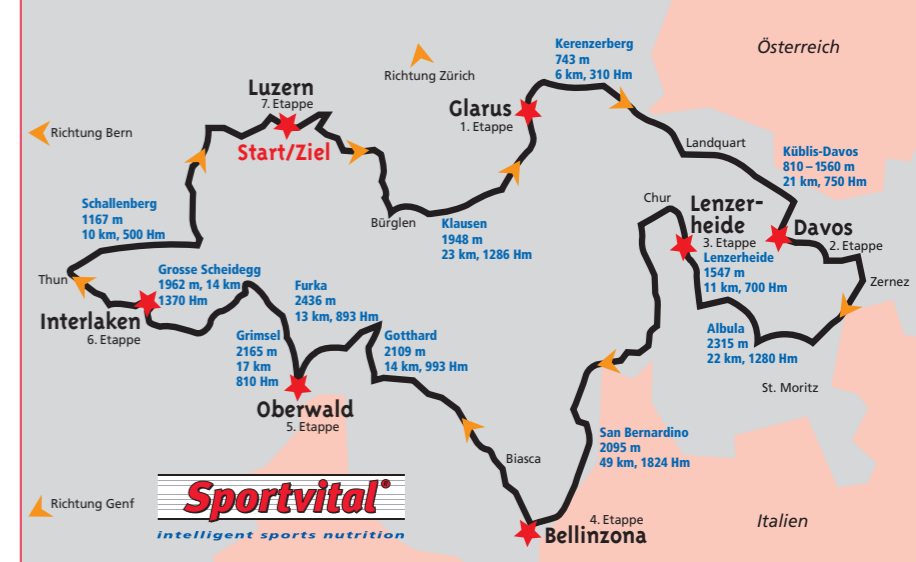 Kerenzerberg
743 m
6 km, 310 Hm
Österreich
Richtung Zürich
Luzern
7. Etappe
Start/Ziel
Glarus
1. Etappe
Richtung Bern
Landquart
Küblis-Davos
810 – 1560 m
21 km, 750 Hm
Schallenberg
1167 m
10 km, 500 Hm
Bürglen
Klausen
1948 m
23 km, 1286 Hm
Chur
Lenzer-
heide
3. Etappe
Lenzerheide
1547 m
11 km, 700 Hm
Davos
2. Etappe
Zernez
Thun
Grosse Scheidegg
1962 m, 14 km
1370 Hm
Interlaken
6. Etappe
Furka
2436 m
13 km, 893 Hm
Grimsel
2165 m
17 km
810 Hm
Gotthard
2109 m
14 km, 993 Hm
Albula
2315 m
22 km, 1280 Hm
St. Moritz
Oberwald
5. Etappe
San Bernardino
2095 m
49 km, 1824 Hm
Biasca
Richtung Genf
Sportvital®
intelligent sports nutrition
4. Etappe
Bellinzona
Italien